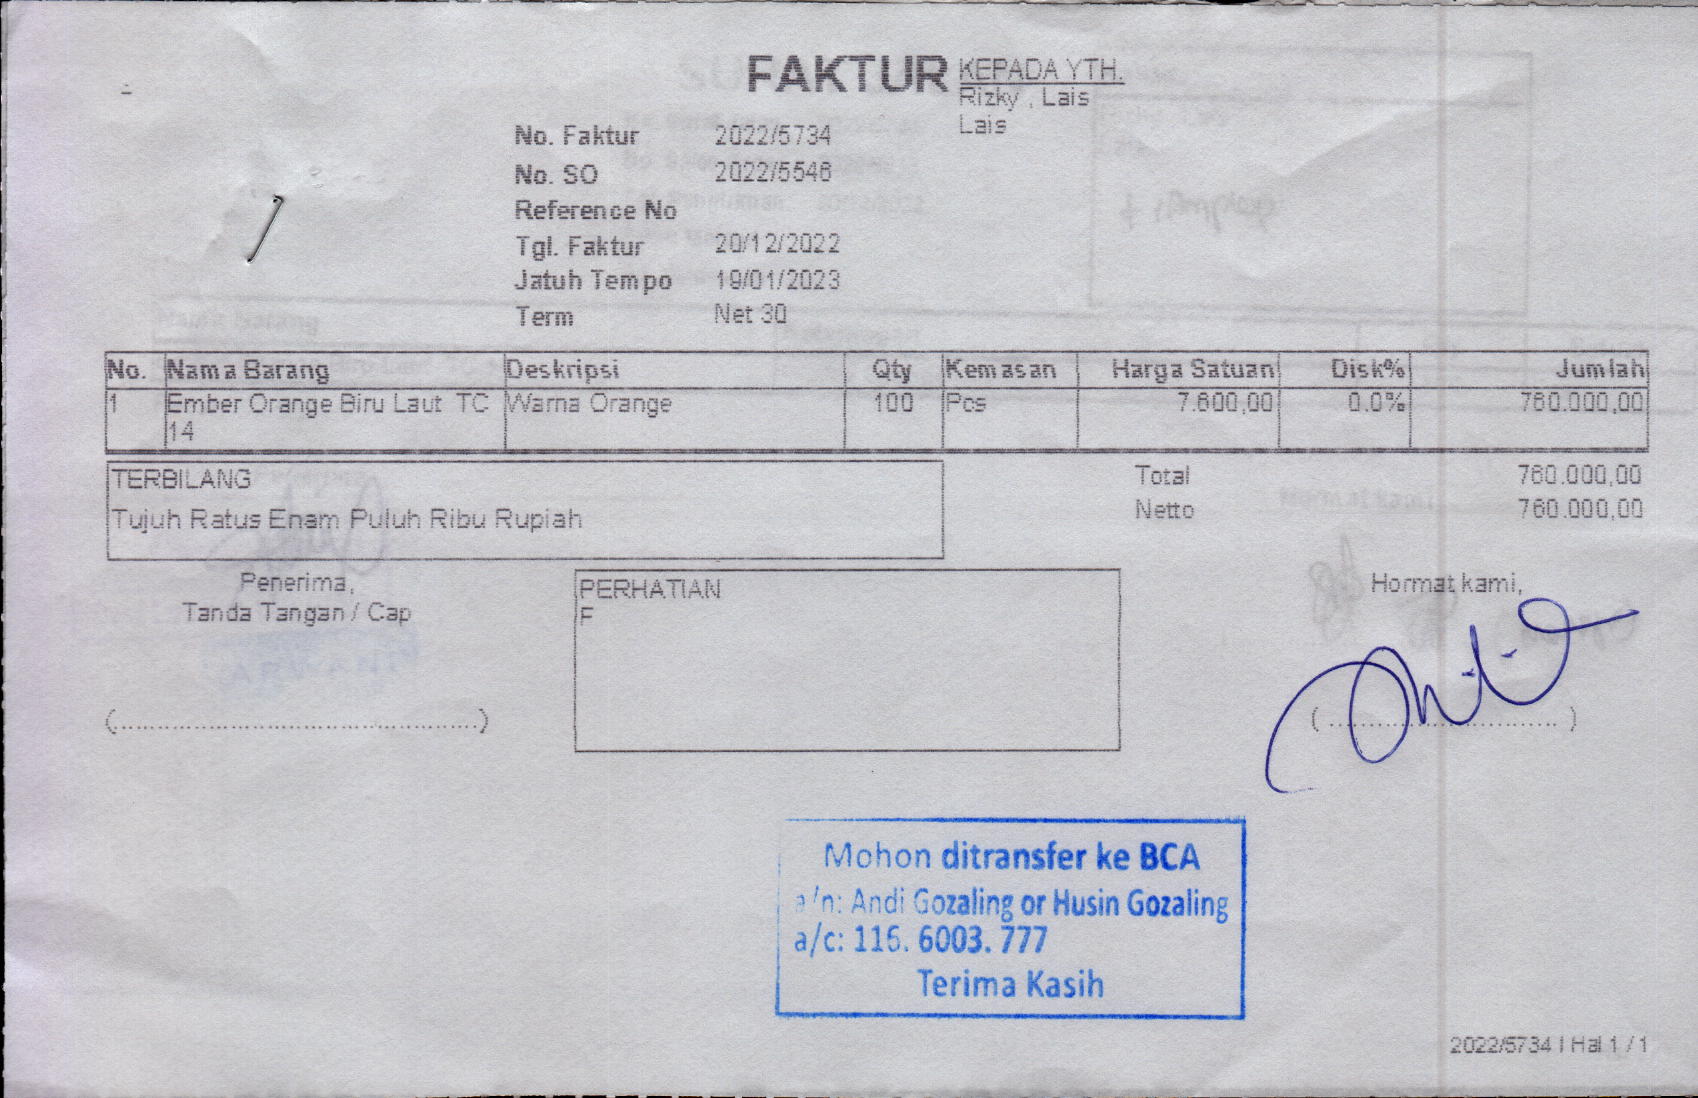 FAKTUR
KEPADA YTH.
Rizky , Lais
Lais
No. Faktur 2022/5734
No. SO 2022/5546
Reference No
Tgl. Faktur 20/12/2022
Jatuh Tempo 19/01/2023
Term Net 30
No. Nama Barang Deskripsi Qty Kemasan Harga Satuan Disk% Jumlah
1 Ember Orange Biru Laut TC Warna Orange 100 Pcs 7.600,00 0.0% 760.000,00
14
TERBILANG
Tujuh Ratus Enam Puluh Ribu Rupiah
Total 760.000,00
Netto 760.000,00
Penerima,
Tanda Tangan / Cap
(..........................................)
PERHATIAN
F
Hormat kami,
( .......................... )
Mohon ditransfer ke BCA
a/n: Andi Gozaling or Husin Gozaling
a/c: 116. 6003. 777
Terima Kasih
2022/5734 | Hal 1 / 1